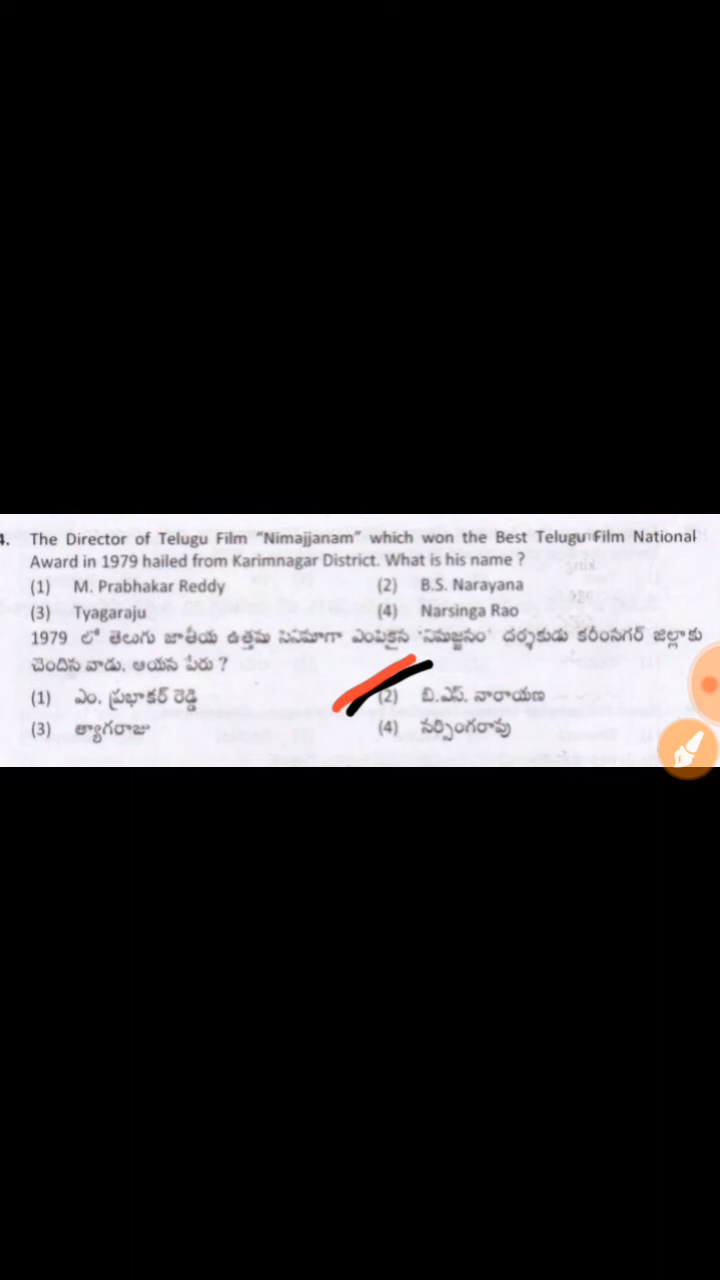 4. The Director of Telugu Film "Nimajjanam" which won the Best Telugu Film National
Award in 1979 hailed from Karimnagar District. What is his name ?
(1) M. Prabhakar Reddy (2) B.S. Narayana
(3) Tyagaraju (4) Narsinga Rao
1979 లో తెలుగు జాతీయ ఉత్తమ సినిమాగా ఎంపికైన 'నిమజ్జనం' దర్శకుడు కరీంనగర్ జిల్లాకు
చెందిన వాడు. ఆయన పేరు ?
(1) ఎం. ప్రభాకర్ రెడ్డి (2) బి.ఎస్. నారాయణ
(3) త్యాగరాజు (4) నర్సింగరావు